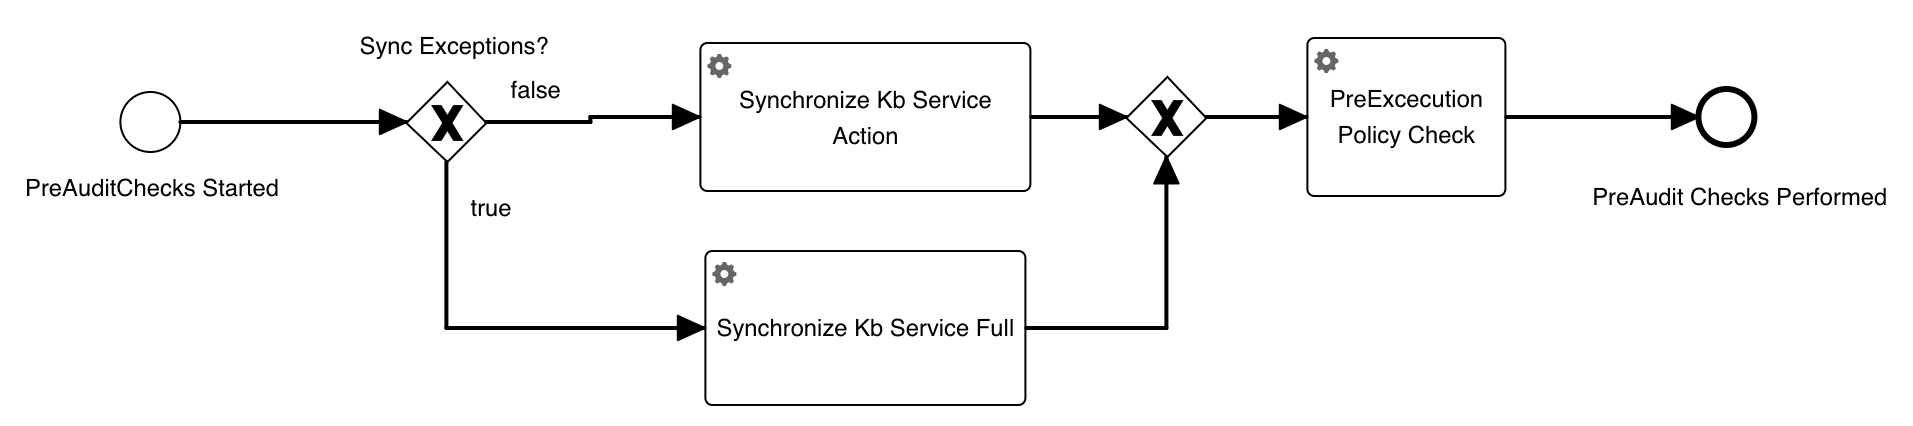 PreAuditChecks Started
Sync Exceptions?
false
true
Synchronize Kb Service
Action
Synchronize Kb Service Full
PreExcecution
Policy Check
PreAudit Checks Performed